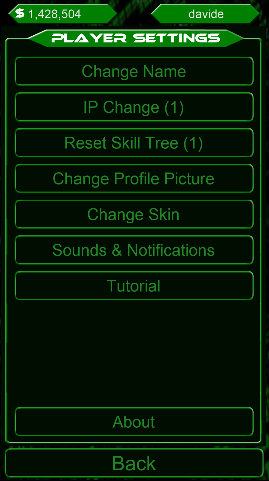 $ 1,428,504
davide
PLAYER SETTINGS
Change Name
IP Change (1)
Reset Skill Tree (1)
Change Profile Picture
Change Skin
Sounds & Notifications
Tutorial
About
Back